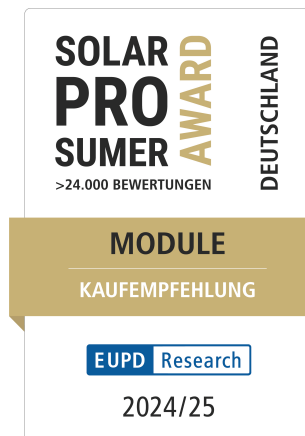 SOLAR
PRO
SUMER
AWARD
DEUTSCHLAND
>24.000 BEWERTUNGEN
MODULE
KAUFEMPFEHLUNG
EUPD Research
2024/25